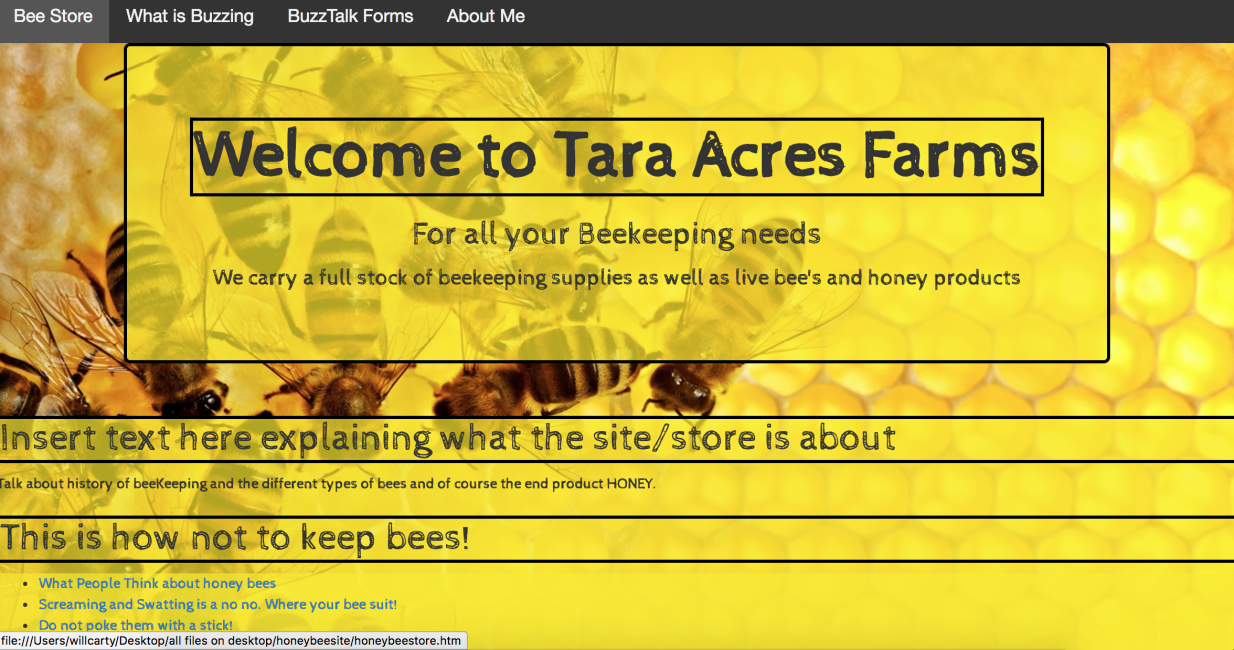 Bee Store What is Buzzing BuzzTalk Forms About Me
Welcome to Tara Acres Farms
For all your Beekeeping needs
We carry a full stock of beekeeping supplies as well as live bee's and honey products
Insert text here explaining what the site/store is about
Talk about history of beeKeeping and the different types of bees and of course the end product HONEY.
This is how not to keep bees!
• What People Think about honey bees
• Screaming and Swatting is a no no. Where your bee suit!
• Do not poke them with a stick!
file:///Users/willcarty/Desktop/all files on desktop/honeybeesite/honeybeestore.htm